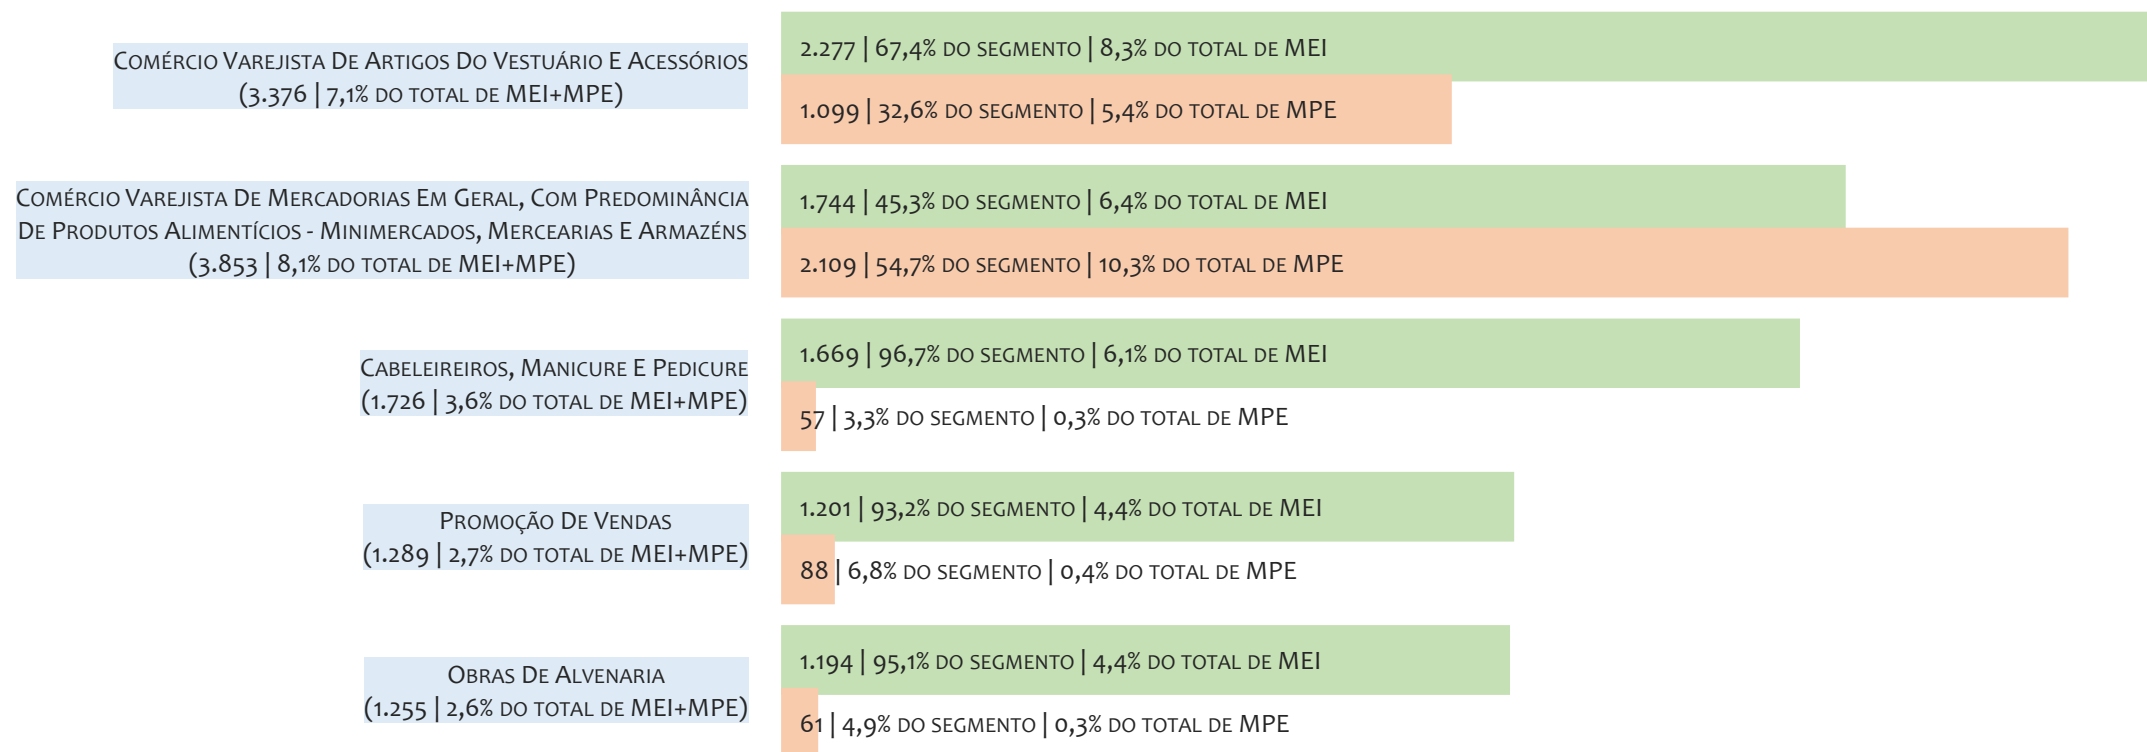 Comércio Varejista De Artigos Do Vestuário E Acessórios
(3.376 | 7,1% do total de MEI+MPE)
2.277 | 67,4% do segmento | 8,3% do total de MEI
1.099 | 32,6% do segmento | 5,4% do total de MPE
Comércio Varejista De Mercadorias Em Geral, Com Predominância
De Produtos Alimentícios - Minimercados, Mercearias E Armazéns
(3.853 | 8,1% do total de MEI+MPE)
1.744 | 45,3% do segmento | 6,4% do total de MEI
2.109 | 54,7% do segmento | 10,3% do total de MPE
Cabeleireiros, Manicure E Pedicure
(1.726 | 3,6% do total de MEI+MPE)
1.669 | 96,7% do segmento | 6,1% do total de MEI
57 | 3,3% do segmento | 0,3% do total de MPE
Promoção De Vendas
(1.289 | 2,7% do total de MEI+MPE)
1.201 | 93,2% do segmento | 4,4% do total de MEI
88 | 6,8% do segmento | 0,4% do total de MPE
Obras De Alvenaria
(1.255 | 2,6% do total de MEI+MPE)
1.194 | 95,1% do segmento | 4,4% do total de MEI
61 | 4,9% do segmento | 0,3% do total de MPE